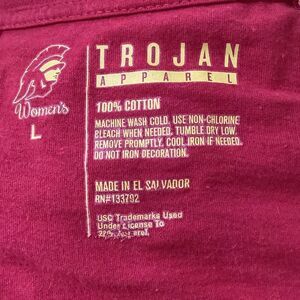 TROJAN
APPAREL
Women's
L
100% COTTON
MACHINE WASH COLD. USE NON-CHLORINE
BLEACH WHEN NEEDED. TUMBLE DRY LOW.
REMOVE PROMPTLY. COOL IRON IF NEEDED.
DO NOT IRON DECORATION.
MADE IN EL SALVADOR
RN#133702
USC Trademarks Used
Under License To